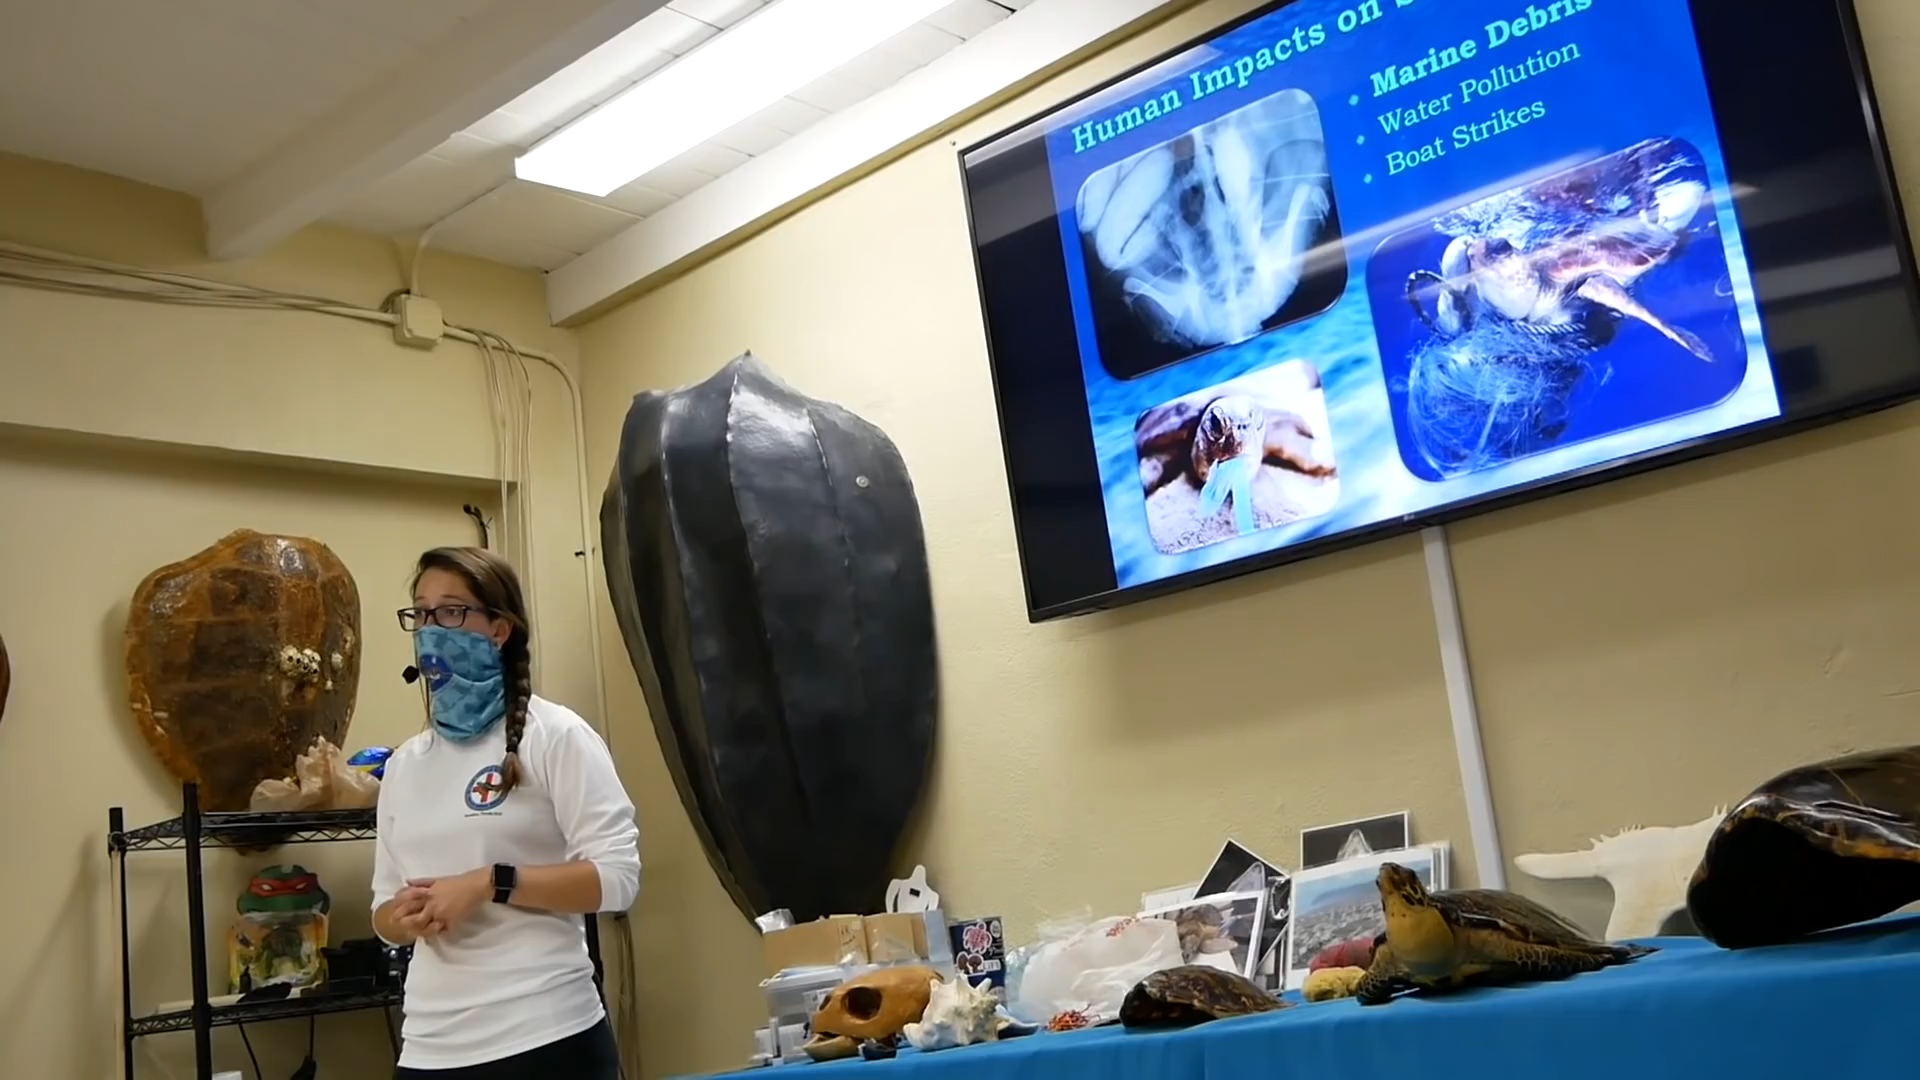 Human Impacts on
Marine Debris
Water Pollution
Boat Strikes